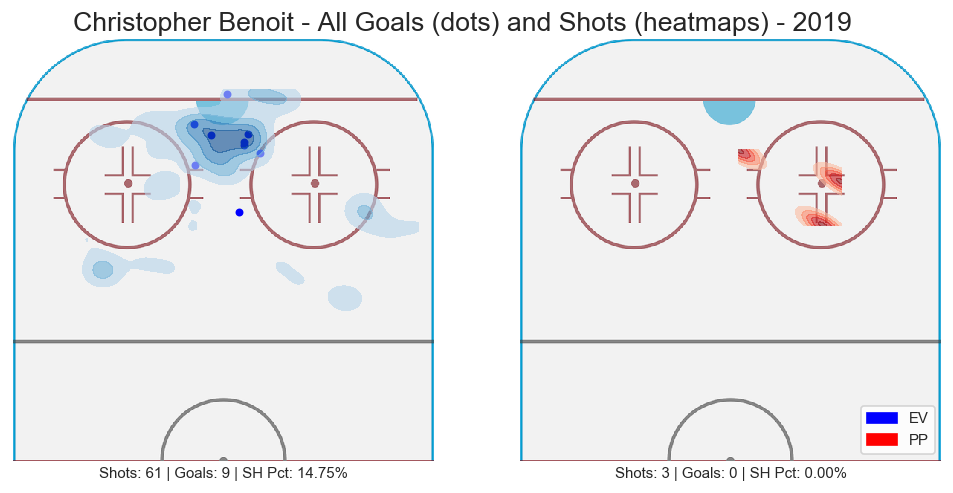 Christopher Benoit - All Goals (dots) and Shots (heatmaps) - 2019
EV
PP
Shots: 61 | Goals: 9 | SH Pct: 14.75%
Shots: 3 | Goals: 0 | SH Pct: 0.00%